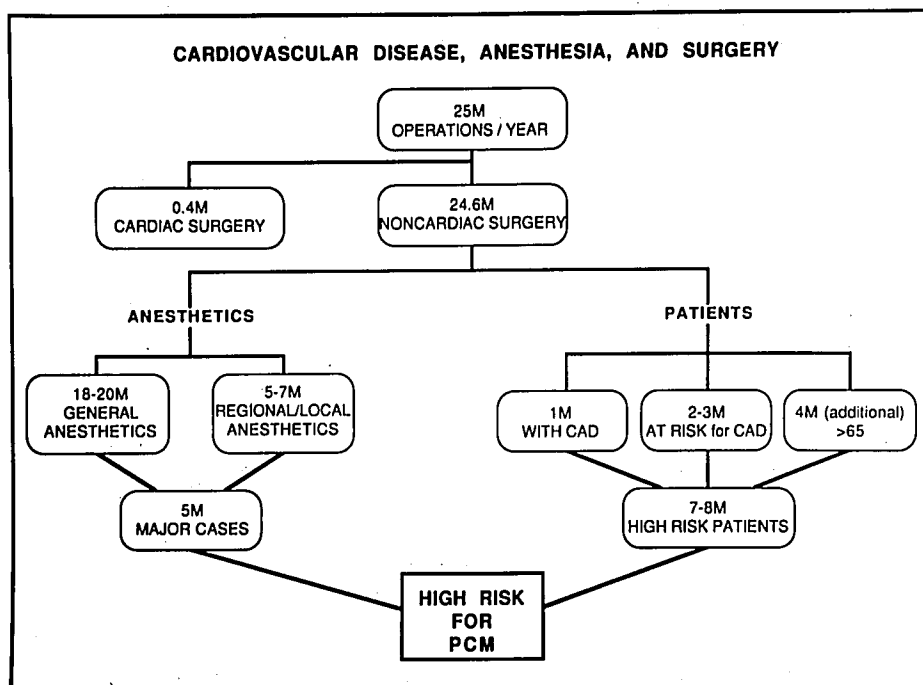 CARDIOVASCULAR DISEASE, ANESTHESIA, AND SURGERY
25M
OPERATIONS / YEAR
0.4M
CARDIAC SURGERY
24.6M
NONCARDIAC SURGERY
ANESTHETICS
PATIENTS
18-20M
GENERAL
ANESTHETICS
5-7M
REGIONAL/LOCAL
ANESTHETICS
1M
WITH CAD
2-3M
AT RISK for CAD
4M (additional)
>65
5M
MAJOR CASES
7-8M
HIGH RISK PATIENTS
HIGH RISK
FOR
PCM